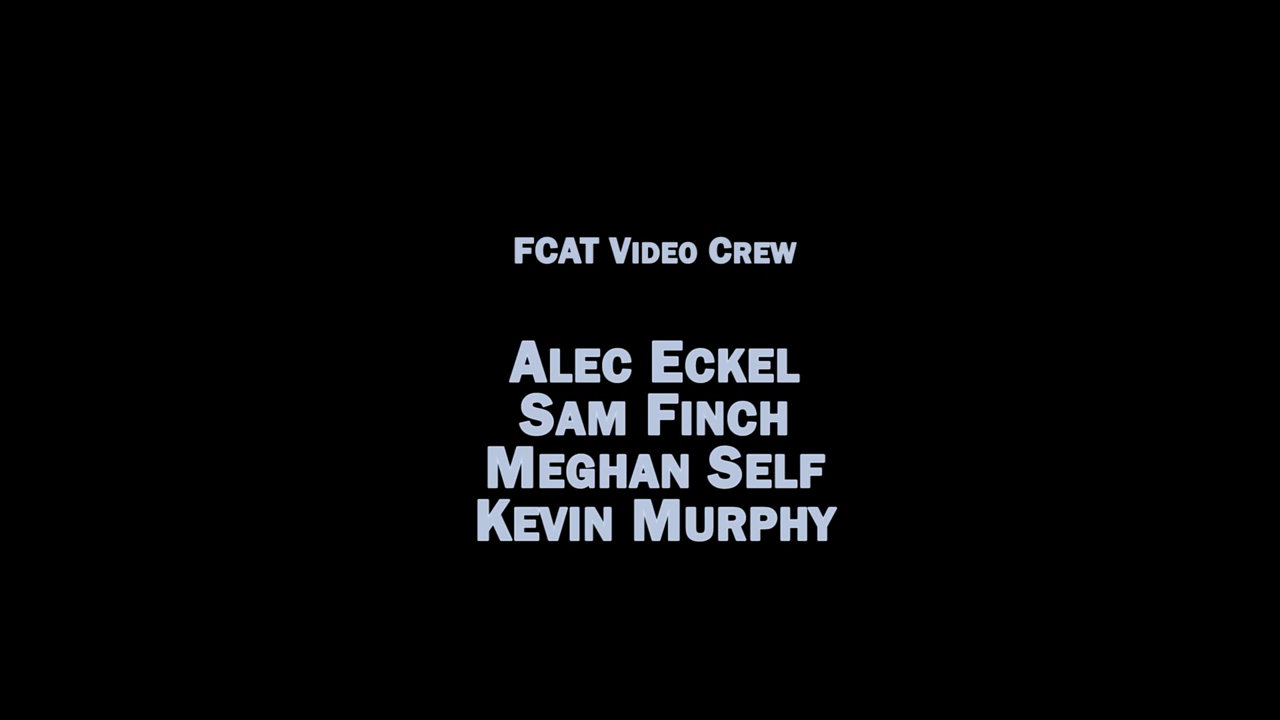 FCAT Video Crew
Alec Eckel
Sam Finch
Meghan Self
Kevin Murphy